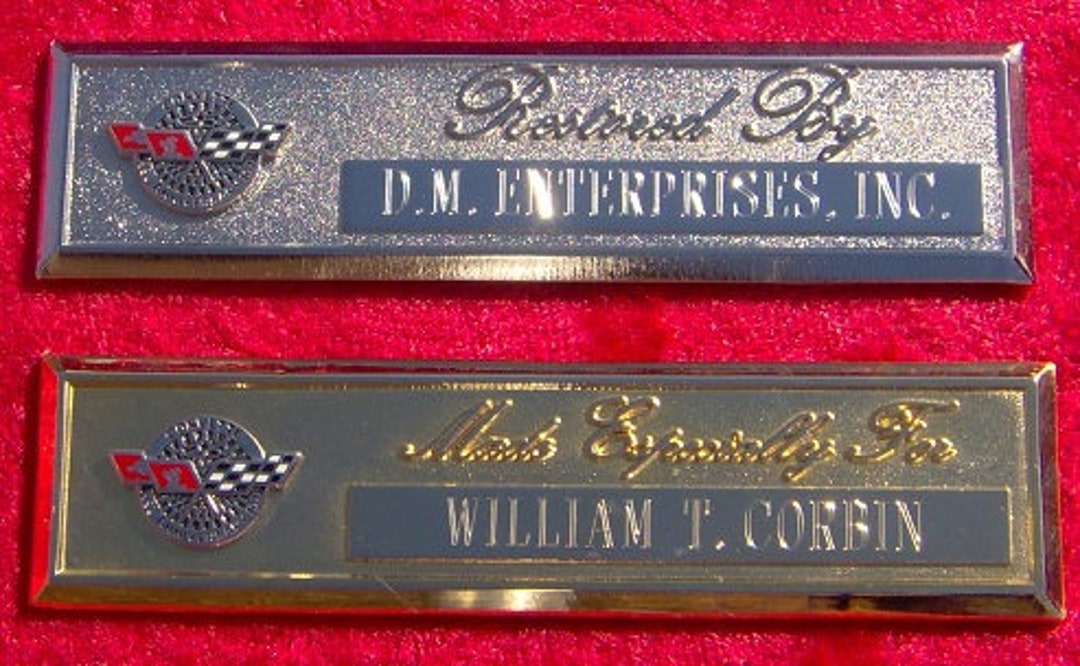 Restored By
D.M. ENTERPRISES, INC.
Made Especially For
WILLIAM T. CORBIN